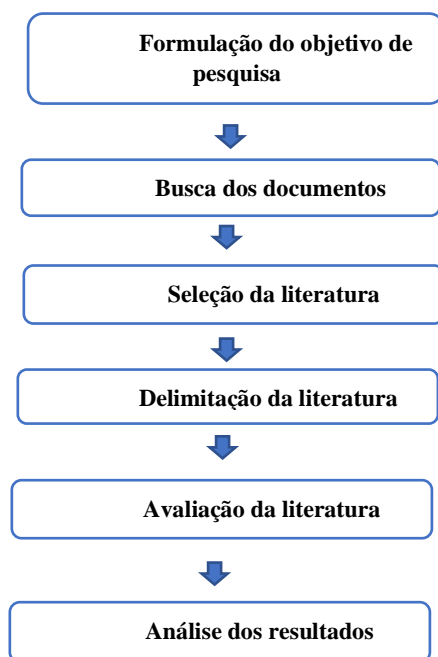 Formulação do objetivo de
pesquisa
Busca dos documentos
Seleção da literatura
Delimitação da literatura
Avaliação da literatura
Análise dos resultados